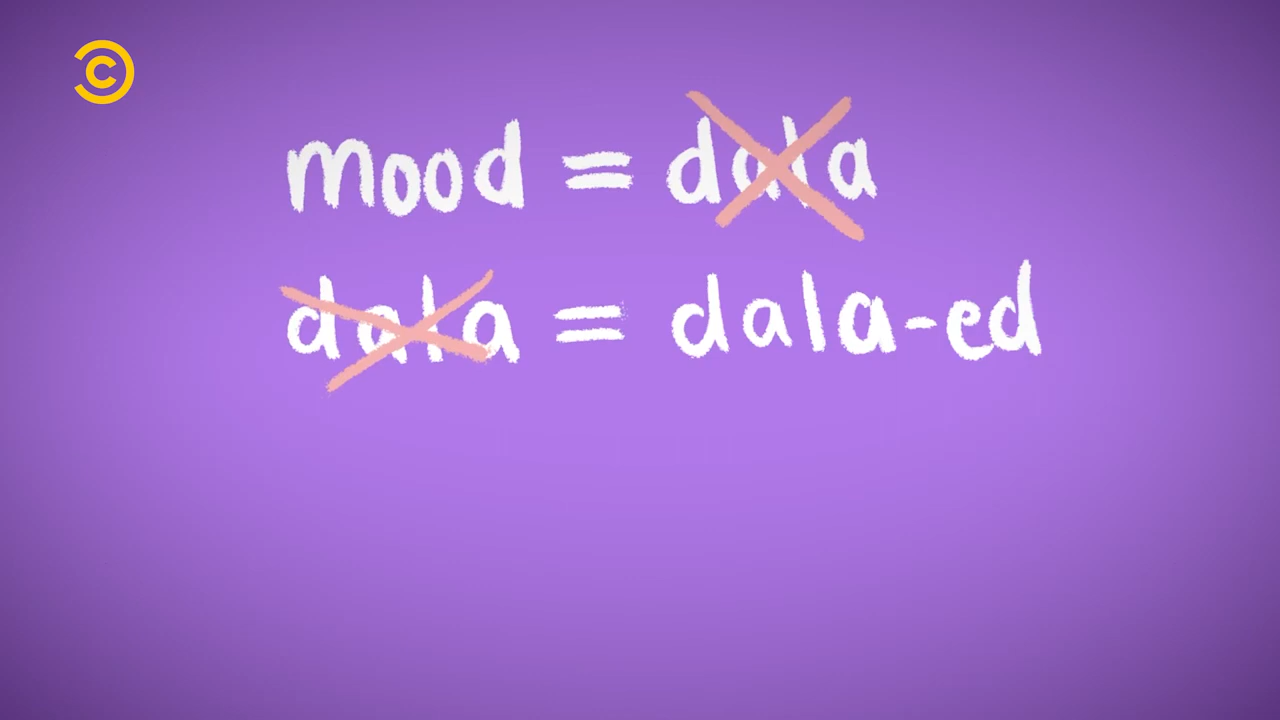 mood = dala
dala = dala-ed